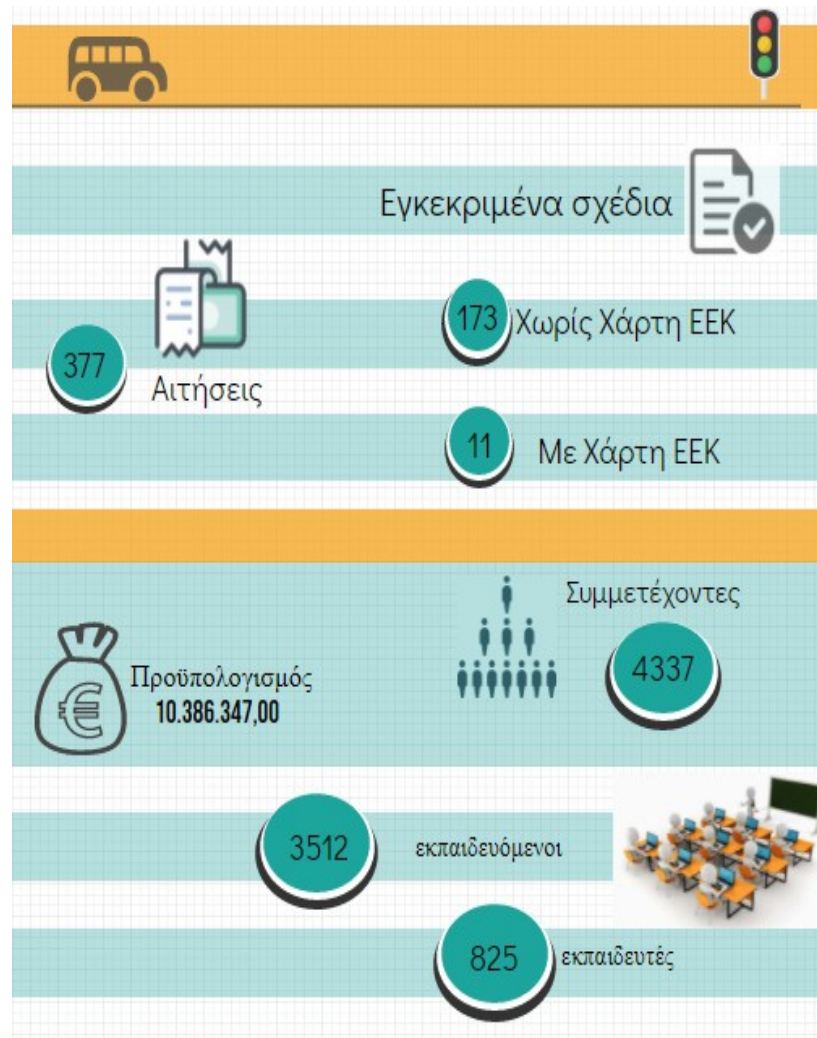 Εγκεκριμένα σχέδια
377
Αιτήσεις
173 Χωρίς Χάρτη ΕΕΚ
11 Με Χάρτη ΕΕΚ
Συμμετέχοντες
4337
Προϋπολογισμός
10.386.347,00
3512 εκπαιδευόμενοι
825 εκπαιδευτές